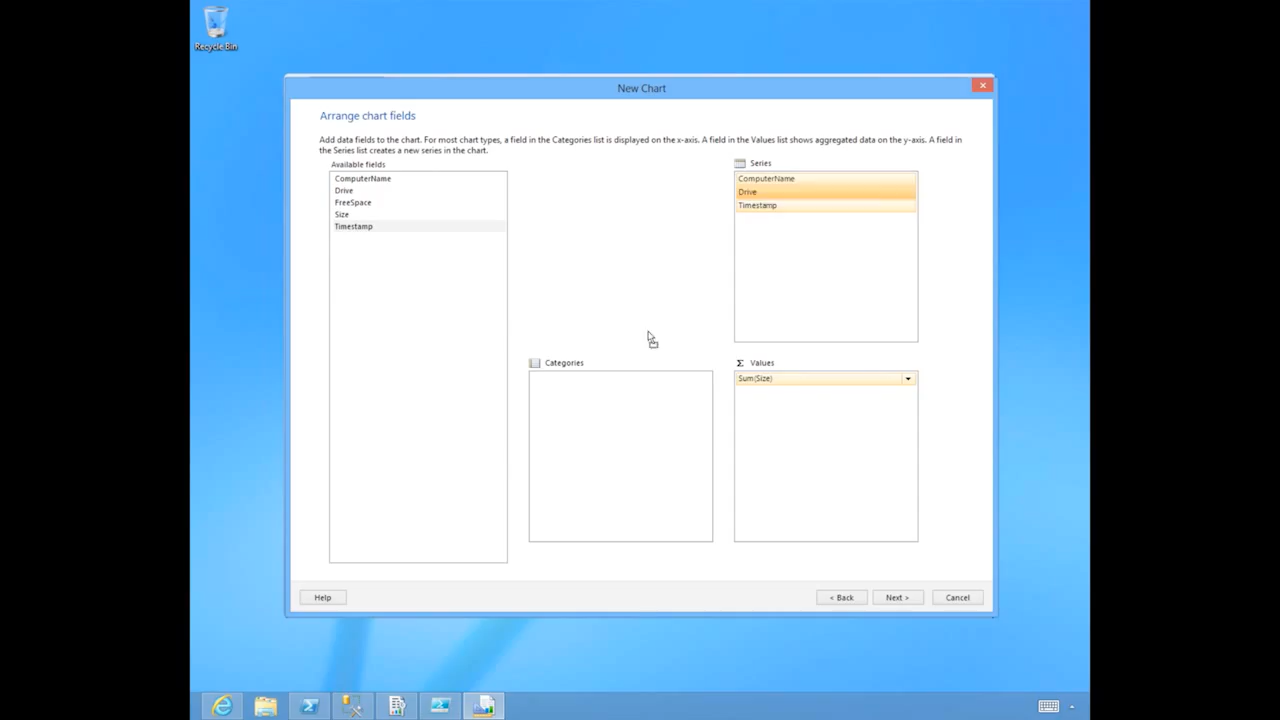 Recycle Bin
New Chart
Arrange chart fields
Add data fields to the chart. For most chart types, a field in the Categories list is displayed on the x-axis. A field in the Values list shows aggregated data on the y-axis. A field in
the Series list creates a new series in the chart.
Available fields
ComputerName
Drive
FreeSpace
Size
Timestamp
Series
ComputerName
Drive
Timestamp
Categories
Σ Values
Sum(Size)
Help
< Back
Next >
Cancel